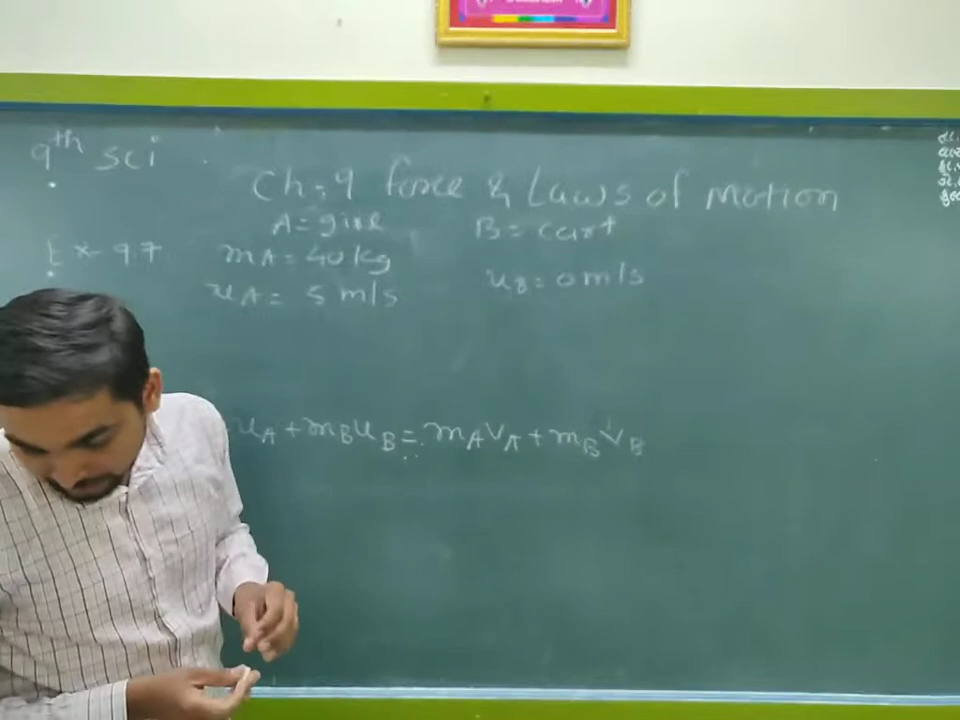 9th sci
Ch:9 force & Laws of Motion
A = girl B = cart
Ex-9.7 mA = 40 kg
uA = 5 m/s uB = 0 m/s
uA + mBuB = mAvA + mBvB